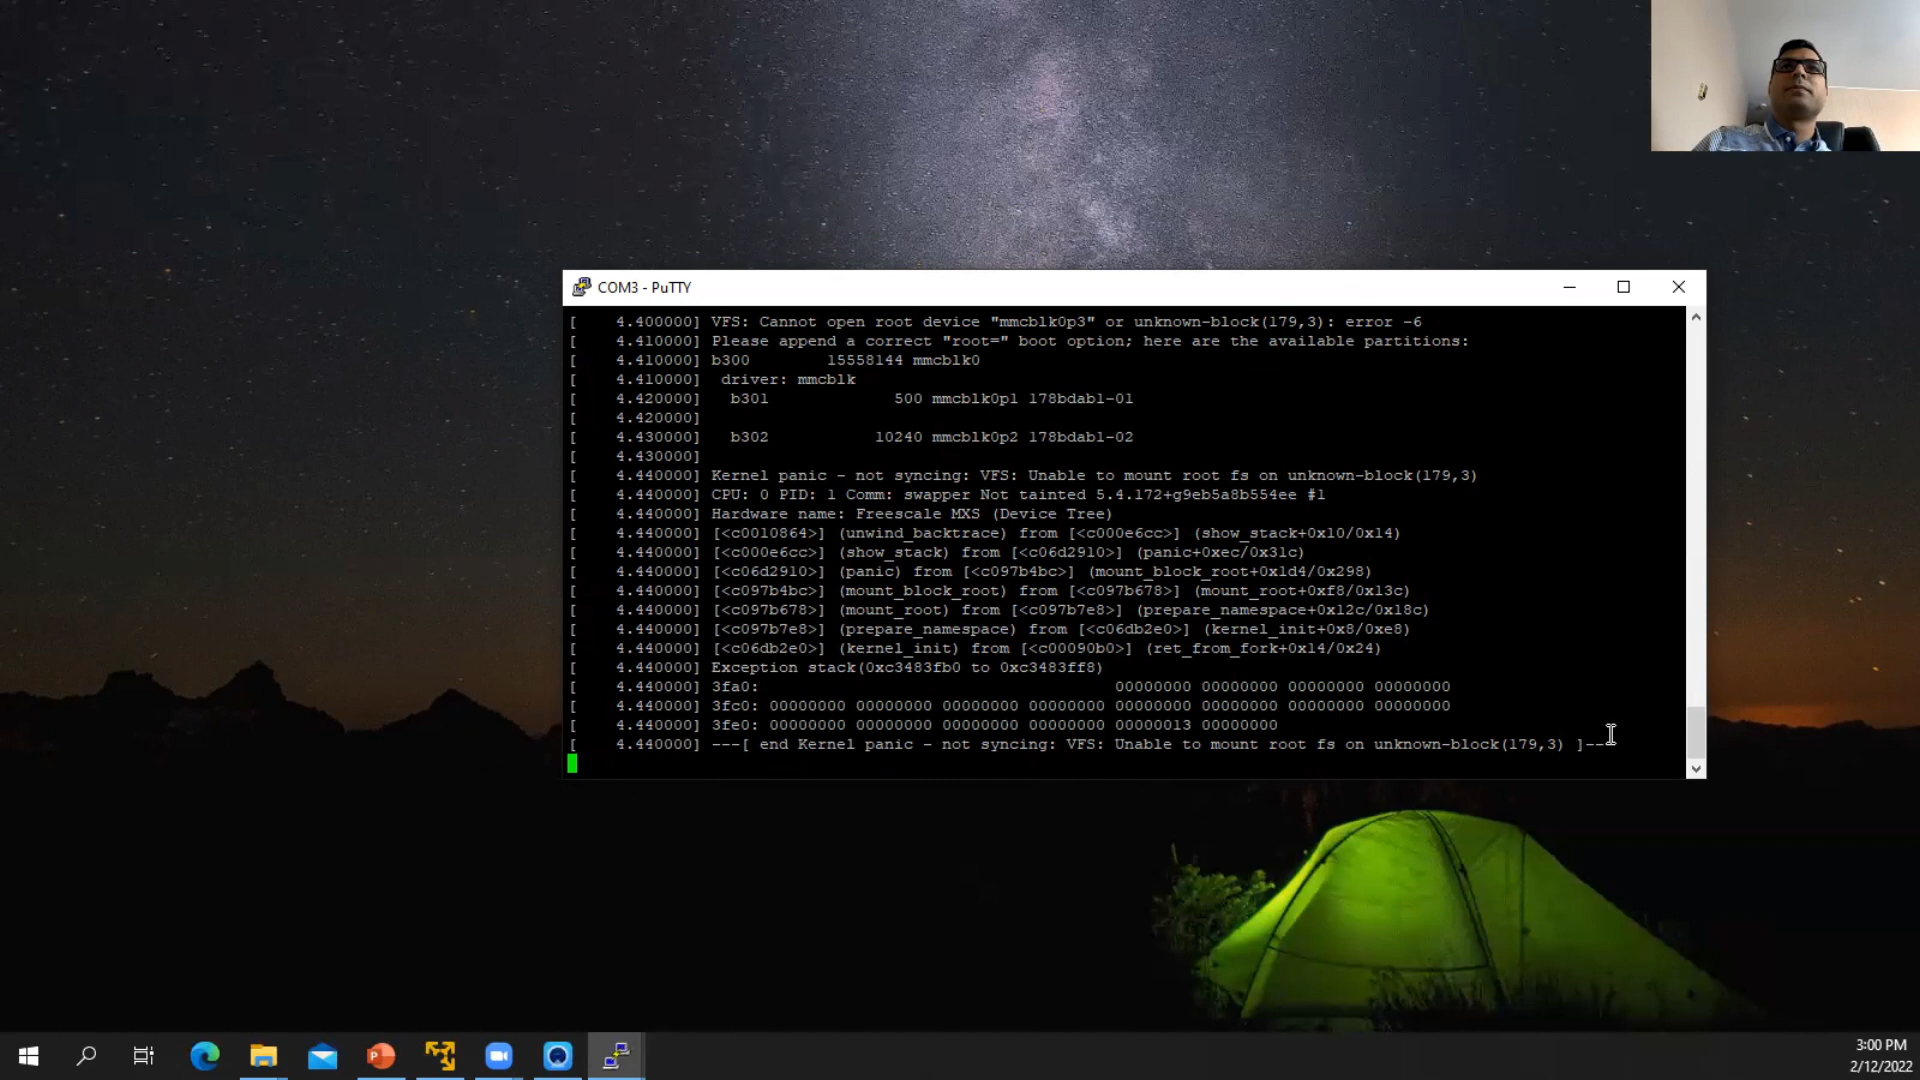 COM3 - PuTTY
[    4.400000] VFS: Cannot open root device "mmcblk0p3" or unknown-block(179,3): error -6
[    4.410000] Please append a correct "root=" boot option; here are the available partitions:
[    4.410000] b300        15558144 mmcblk0
[    4.410000]  driver: mmcblk
[    4.420000]   b301             500 mmcblk0p1 178bdab1-01
[    4.420000]
[    4.430000]   b302           10240 mmcblk0p2 178bdab1-02
[    4.430000]
[    4.440000] Kernel panic - not syncing: VFS: Unable to mount root fs on unknown-block(179,3)
[    4.440000] CPU: 0 PID: 1 Comm: swapper Not tainted 5.4.172+g9eb5a8b554ee #1
[    4.440000] Hardware name: Freescale MXS (Device Tree)
[    4.440000] [<c0010864>] (unwind_backtrace) from [<c000e6cc>] (show_stack+0x10/0x14)
[    4.440000] [<c000e6cc>] (show_stack) from [<c06d2910>] (panic+0xec/0x31c)
[    4.440000] [<c06d2910>] (panic) from [<c097b4bc>] (mount_block_root+0x1d4/0x298)
[    4.440000] [<c097b4bc>] (mount_block_root) from [<c097b678>] (mount_root+0xf8/0x13c)
[    4.440000] [<c097b678>] (mount_root) from [<c097b7e8>] (prepare_namespace+0x12c/0x18c)
[    4.440000] [<c097b7e8>] (prepare_namespace) from [<c06db2e0>] (kernel_init+0x8/0xe8)
[    4.440000] [<c06db2e0>] (kernel_init) from [<c00090b0>] (ret_from_fork+0x14/0x24)
[    4.440000] Exception stack(0xc3483fb0 to 0xc3483ff8)
[    4.440000] 3fa0:                                     00000000 00000000 00000000 00000000
[    4.440000] 3fc0: 00000000 00000000 00000000 00000000 00000000 00000000 00000000 00000000
[    4.440000] 3fe0: 00000000 00000000 00000000 00000000 00000013 00000000
[    4.440000] ---[ end Kernel panic - not syncing: VFS: Unable to mount root fs on unknown-block(179,3) ]---
3:00 PM
2/12/2022